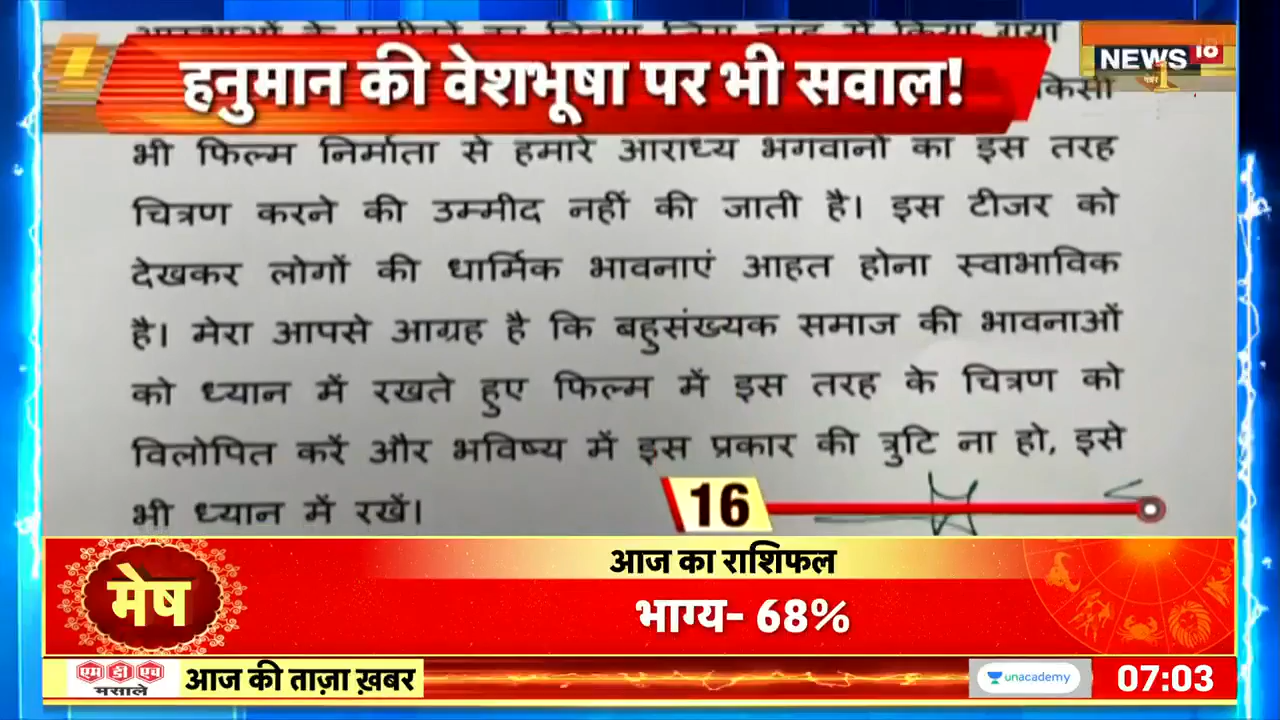 हनुमान की वेशभूषा पर भी सवाल!
NEWS 18
किसी
भी फिल्म निर्माता से हमारे आराध्य भगवानों का इस तरह
चित्रण करने की उम्मीद नहीं की जाती है। इस टीजर को
देखकर लोगों की धार्मिक भावनाएं आहत होना स्वाभाविक
है। मेरा आपसे आग्रह है कि बहुसंख्यक समाज की भावनाओं
को ध्यान में रखते हुए फिल्म में इस तरह के चित्रण को
विलोपित करें और भविष्य में इस प्रकार की त्रुटि ना हो, इसे
भी ध्यान में रखें।
16
आज का राशिफल
मेष
भाग्य- 68%
एम डी एच
मसाले
आज की ताज़ा ख़बर
unacademy
07:03